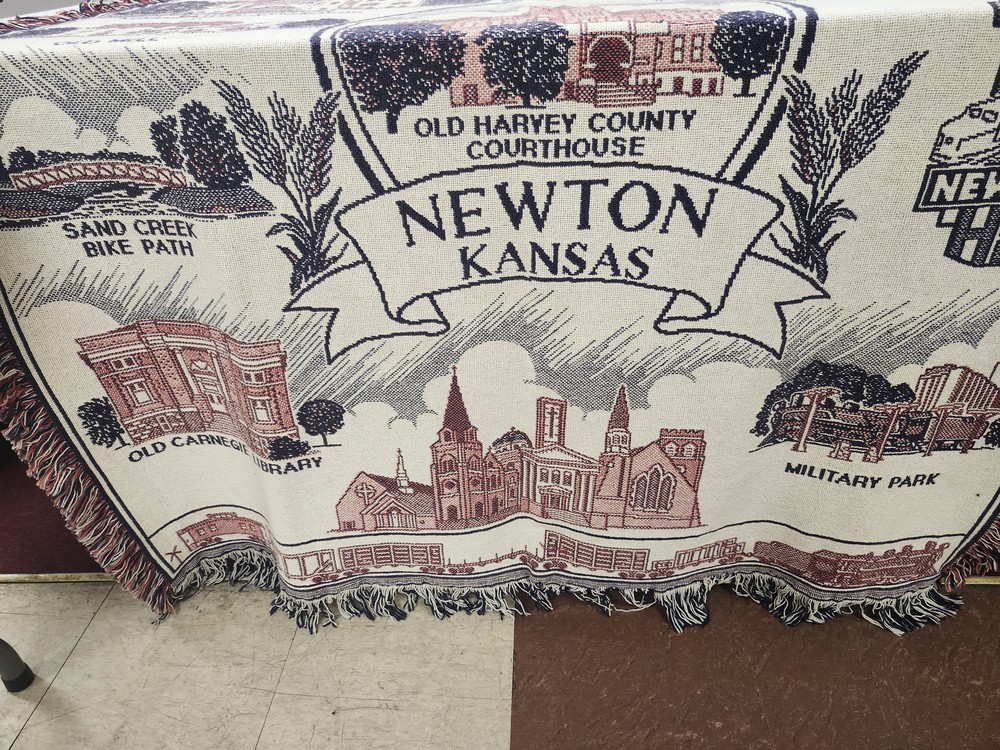 OLD HARVEY COUNTY
COURTHOUSE
NEWTON
KANSAS
SAND CREEK
BIKE PATH
OLD CARNEGIE LIBRARY
MILITARY PARK